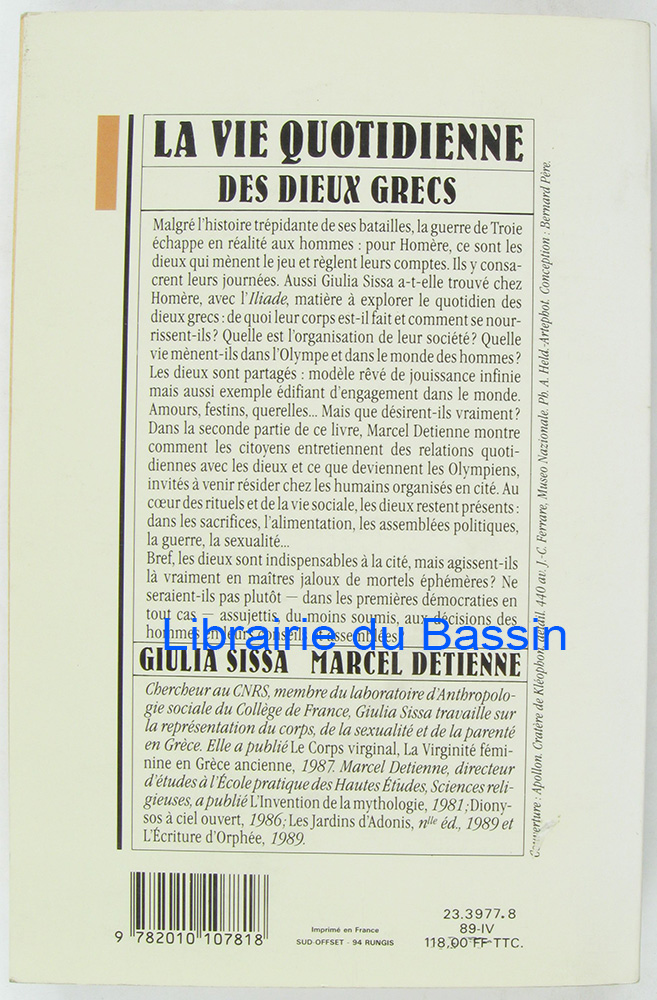 LA VIE QUOTIDIENNE
DES DIEUX GRECS
Malgré l'histoire trépidante de ses batailles, la guerre de Troie
échappe en réalité aux hommes : pour Homère, ce sont les
dieux qui mènent le jeu et règlent leurs comptes. Ils y consa-
crent leurs journées. Aussi Giulia Sissa a-t-elle trouvé chez
Homère, avec l'Iliade, matière à explorer le quotidien des
dieux grecs : de quoi leur corps est-il fait et comment se nour-
rissent-ils ? Quelle est l'organisation de leur société ? Quelle
vie mènent-ils dans l'Olympe et dans le monde des hommes ?
Les dieux sont partagés : modèle rêvé de jouissance infinie
mais aussi exemple édifiant d'engagement dans le monde.
Amours, festins, querelles... Mais que désirent-ils vraiment ?
Dans la seconde partie de ce livre, Marcel Detienne montre
comment les citoyens entretiennent des relations quoti-
diennes avec les dieux et ce que deviennent les Olympiens,
invités à venir résider chez les humains organisés en cité. Au
cœur des rituels et de la vie sociale, les dieux restent présents :
dans les sacrifices, l'alimentation, les assemblées politiques,
la guerre, la sexualité...
Bref, les dieux sont indispensables à la cité, mais agissent-ils
là vraiment en maîtres jaloux de mortels éphémères ? Ne
seraient-ils pas plutôt — dans les premières démocraties en
tout cas — assujettis, du moins soumis, aux décisions des
hommes en leurs conseils et assemblées ?
Librairie du Bassin
GIULIA SISSA MARCEL DETIENNE
Chercheur au CNRS, membre du laboratoire d'Anthropolo-
gie sociale du Collège de France, Giulia Sissa travaille sur
la représentation du corps, de la sexualité et de la parenté
en Grèce. Elle a publié Le Corps virginal, La Virginité fémi-
nine en Grèce ancienne, 1987. Marcel Detienne, directeur
d'études à l'École pratique des Hautes Études, Sciences reli-
gieuses, a publié L'Invention de la mythologie, 1981 ; Diony-
sos à ciel ouvert, 1986 ; Les Jardins d'Adonis, nlle éd., 1989 et
L'Écriture d'Orphée, 1989.
Couverture : Apollon. Cratère de Kléophon, détail. 440 av. J.-C. Ferrare, Museo Nazionale. Ph. A. Held-Artephot. Conception : Bernard Père.
9 782010 107818
Imprimé en France
SUD-OFFSET - 94 RUNGIS
23.3977.8
89-IV
118,00 FF TTC.